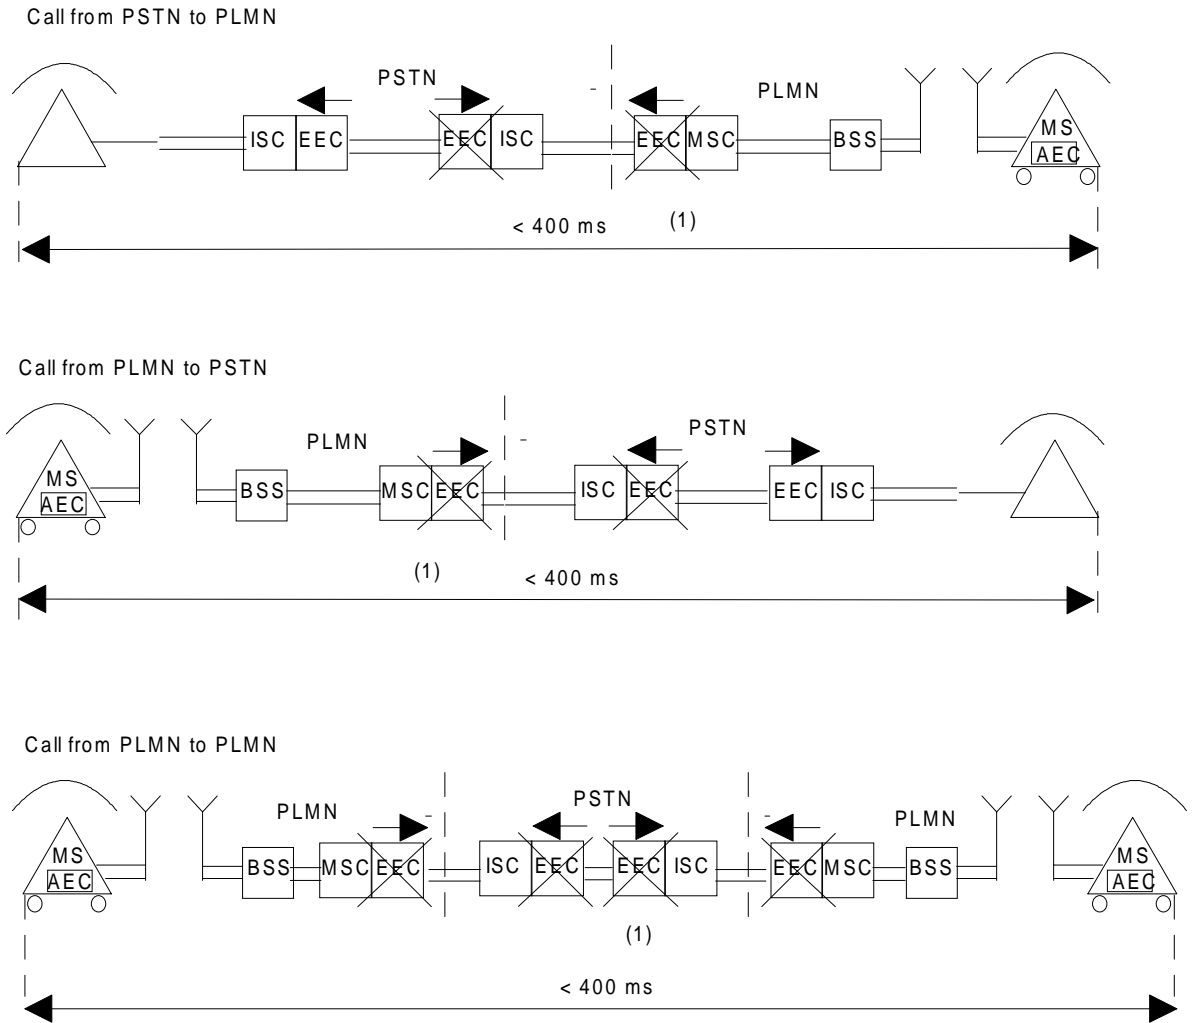 Call from PSTN to PLMN
PSTN
PLMN
ISC EEC EEC ISC EEC MSC BSS MS
AEC
< 400 ms (1)
Call from PLMN to PSTN
PLMN PSTN
MS
AEC BSS MSC EEC ISC EEC EEC ISC
(1) < 400 ms
Call from PLMN to PLMN
PLMN PSTN PLMN
MS
AEC BSS MSC EEC ISC EEC EEC ISC EEC MSC BSS MS
AEC
(1)
< 400 ms